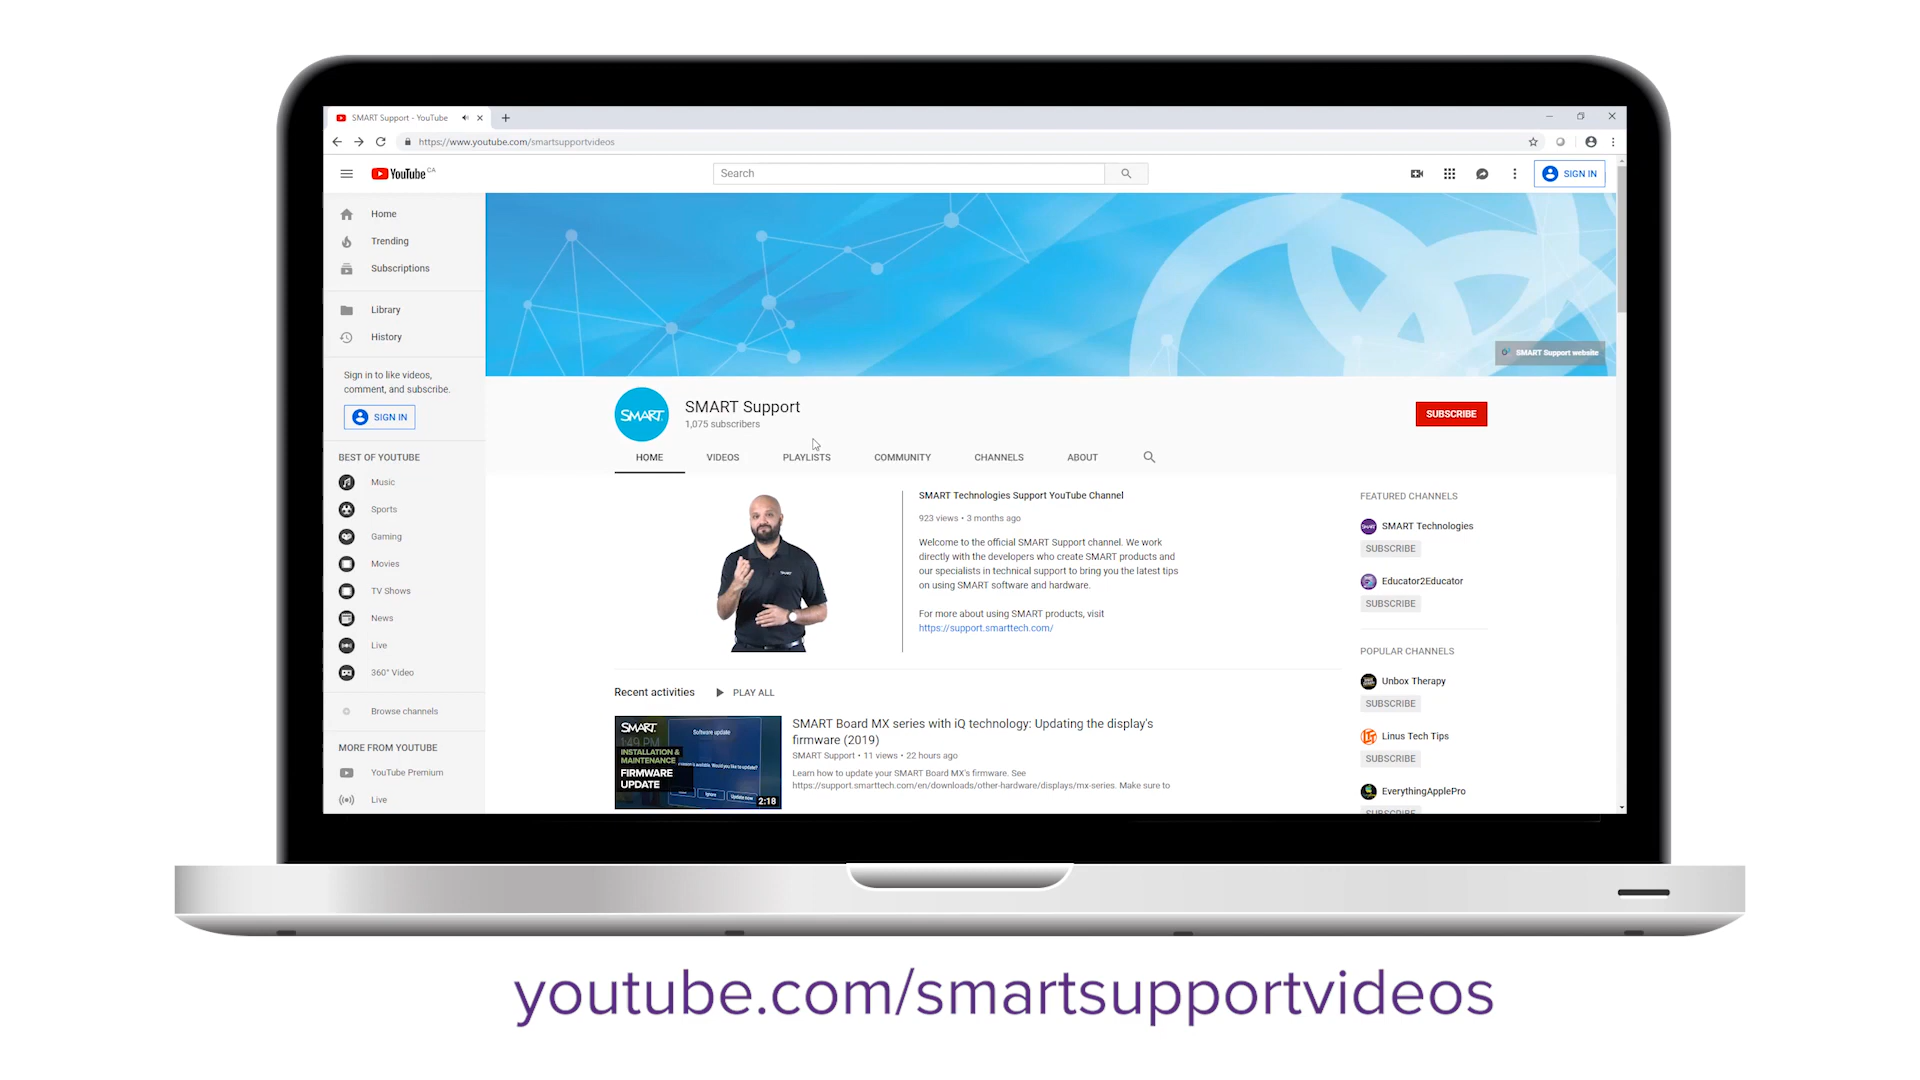 SMART Support - YouTube
https://www.youtube.com/smartsupportvideos
YouTube CA
Search
SIGN IN
Home
Trending
Subscriptions
Library
History
Sign in to like videos,
comment, and subscribe.
SIGN IN
BEST OF YOUTUBE
Music
Sports
Gaming
Movies
TV Shows
News
Live
360° Video
Browse channels
MORE FROM YOUTUBE
YouTube Premium
Live
SMART Support website
SMART
SMART Support
1,075 subscribers
SUBSCRIBE
HOME VIDEOS PLAYLISTS COMMUNITY CHANNELS ABOUT
SMART Technologies Support YouTube Channel
923 views • 3 months ago
Welcome to the official SMART Support channel. We work
directly with the developers who create SMART products and
our specialists in technical support to bring you the latest tips
on using SMART software and hardware.
For more about using SMART products, visit
https://support.smarttech.com/
Recent activities PLAY ALL
SMART
1:49 PM
Software update
INSTALLATION &
MAINTENANCE
FIRMWARE
UPDATE
Ignore
Update now
2:18
SMART Board MX series with iQ technology: Updating the display's
firmware (2019)
SMART Support • 11 views • 22 hours ago
Learn how to update your SMART Board MX's firmware. See
https://support.smarttech.com/en/downloads/other-hardware/displays/mx-series. Make sure to
FEATURED CHANNELS
SMART Technologies
SUBSCRIBE
Educator2Educator
SUBSCRIBE
POPULAR CHANNELS
Unbox Therapy
SUBSCRIBE
Linus Tech Tips
SUBSCRIBE
EverythingApplePro
SUBSCRIBE
youtube.com/smartsupportvideos